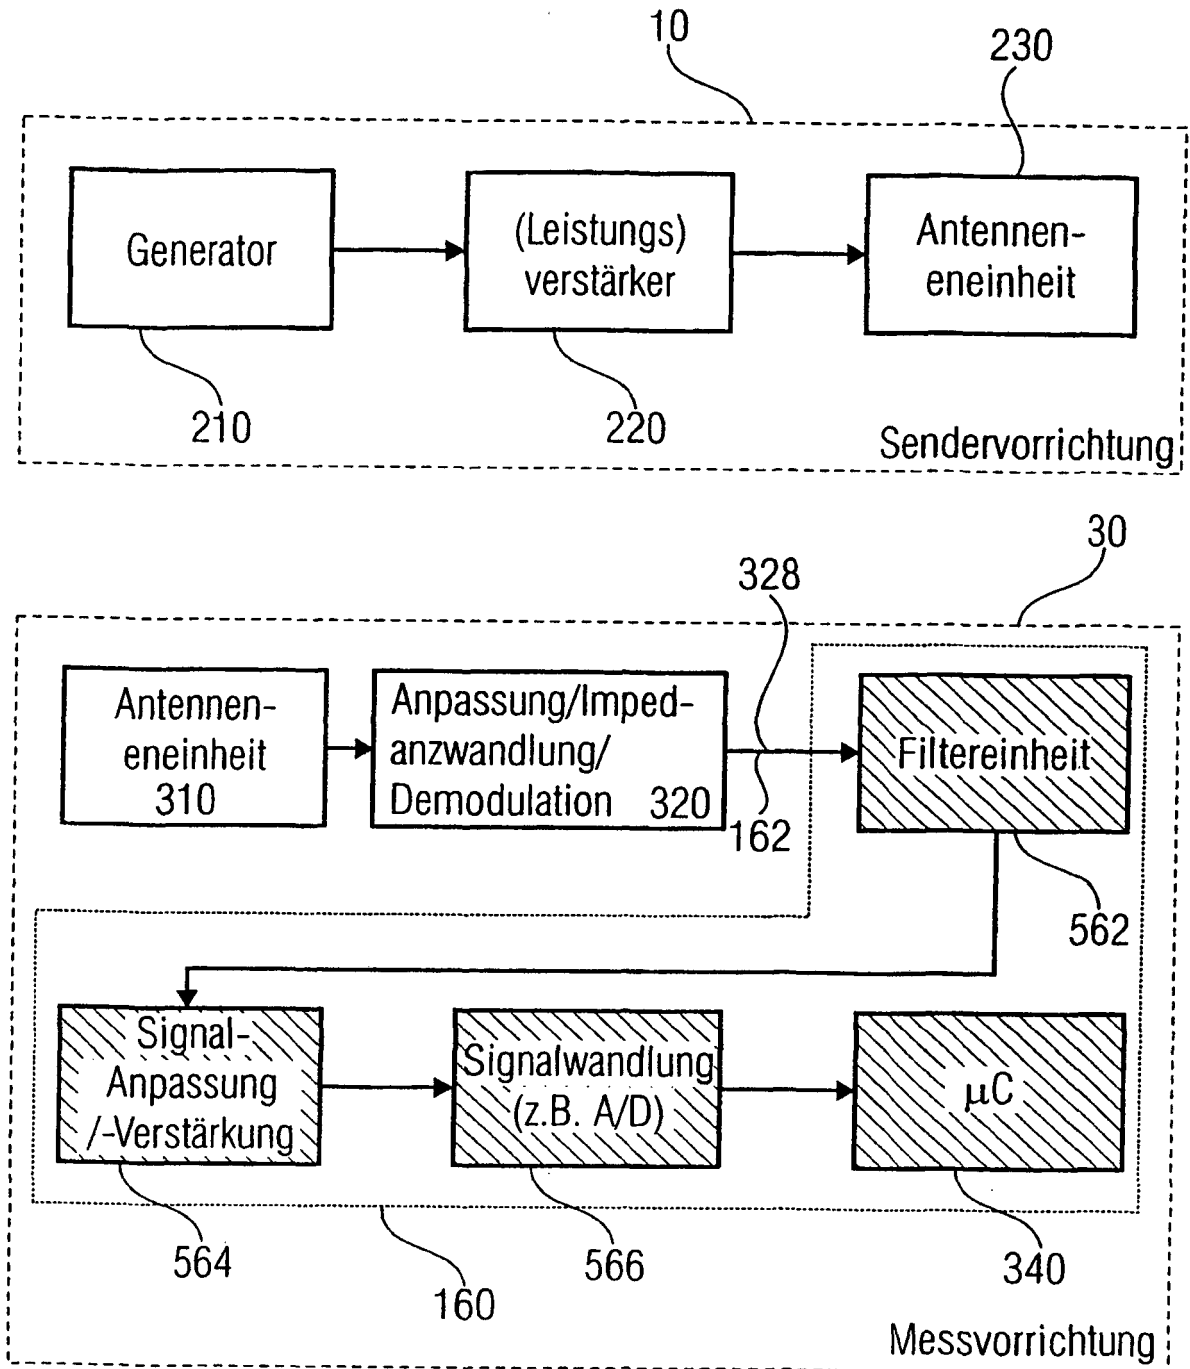 10
230
Generator
(Leistungs)
verstärker
Antennen-
eneinheit
210
220
Sendervorrichtung
30
328
Antennen-
eneinheit
310
Anpassung/Imped-
anzwandlung/
Demodulation 320
162
Filtereinheit
562
Signal-
Anpassung
/-Verstärkung
Signalwandlung
(z.B. A/D)
µC
564
566
340
160
Messvorrichtung